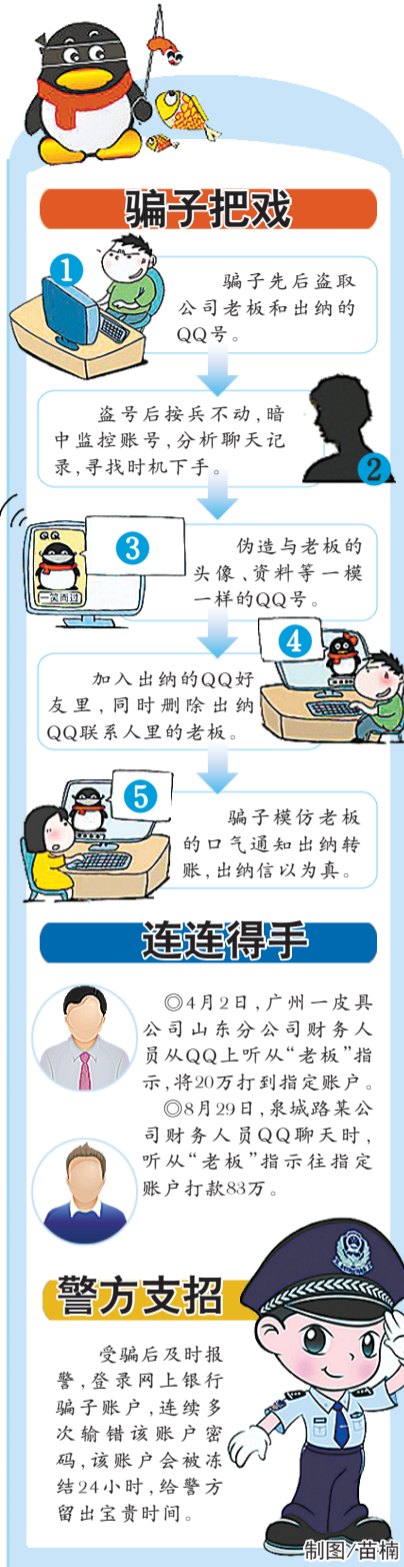 骗子把戏
1
骗子先后盗取
公司老板和出纳的
QQ号。
盗号后按兵不动,暗
中监控账号,分析聊天记
录,寻找时机下手。
2
QQ
一笑而过
3
伪造与老板的
头像、资料等一模
一样的QQ号。
4
加入出纳的QQ好
友里,同时删除出纳
QQ联系人里的老板。
5
骗子模仿老板
的口气通知出纳转
账,出纳信以为真。
连连得手
◎4月2日,广州一皮具
公司山东分公司财务人
员从QQ上听从“老板”指
示,将20万打到指定账户。
◎8月29日,泉城路某公
司财务人员QQ聊天时,
听从“老板”指示往指定
账户打款83万。
警方支招
受骗后及时报
警,登录网上银行
骗子账户,连续多
次输错该账户密
码,该账户会被冻
结24小时,给警方
留出宝贵时间。
制图/苗楠